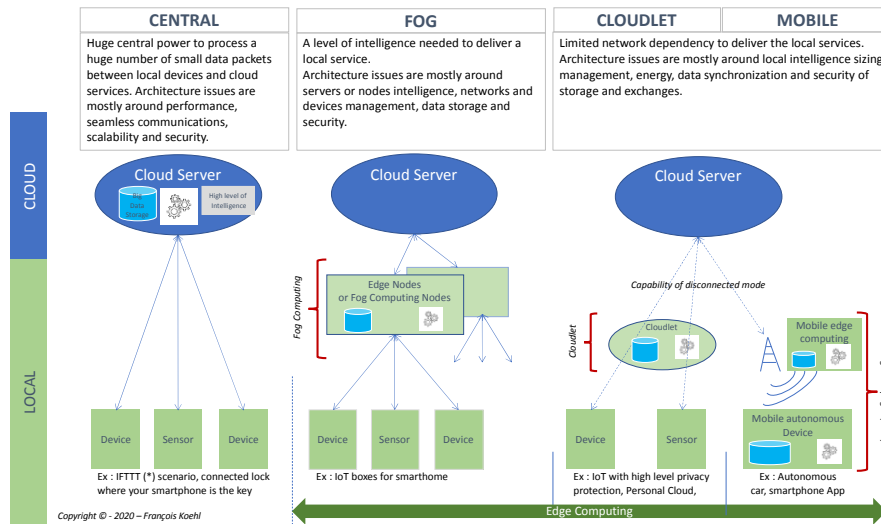 CENTRAL
FOG
CLOUDLET
MOBILE
Huge central power to process a
huge number of small data packets
between local devices and cloud
services. Architecture issues are
mostly around performance,
seamless communications,
scalability and security.
A level of intelligence needed to deliver a
local service.
Architecture issues are mostly around
servers or nodes intelligence, networks and
devices management, data storage and
security.
Limited network dependency to deliver the local services.
Architecture issues are mostly around local intelligence sizing
management, energy, data synchronization and security of
storage and exchanges.
CLOUD
LOCAL
Cloud Server
Big
Data
Storage
High level of
Intelligence
Cloud Server
Cloud Server
Fog Computing
Edge Nodes
or Fog Computing Nodes
Capability of disconnected mode
Cloudlet
Cloudlet
Mobile edge
computing
Mobile autonomous
Device
Device
Sensor
Device
Device
Sensor
Device
Device
Sensor
Ex : IFTTT (*) scenario, connected lock
where your smartphone is the key
Ex : IoT boxes for smarthome
Ex : IoT with high level privacy
protection, Personal Cloud,
Ex : Autonomous
car, smartphone App
Edge Computing
Copyright © - 2020 – François Koehl